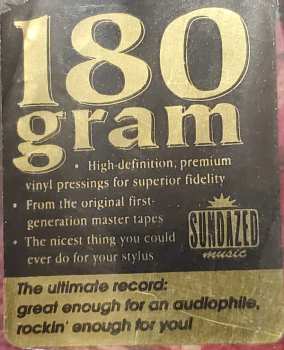 180
gram
• High-definition, premium
vinyl pressings for superior fidelity
• From the original first-
generation master tapes
• The nicest thing you could
ever do for your stylus
SUNDAZED
music
The ultimate record:
great enough for an audiophile,
rockin' enough for you!